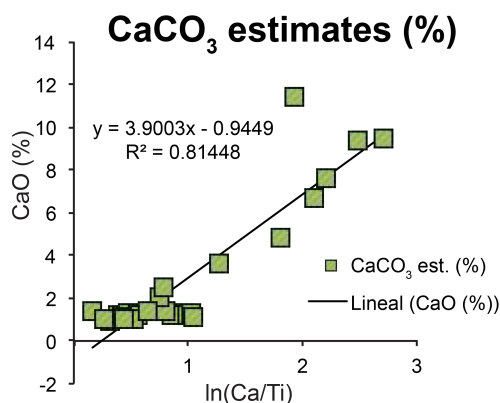 CaCO₃ estimates (%)
14
12
10
8
6
4
2
0
-2
CaO (%)
y = 3.9003x - 0.9449
R² = 0.81448
CaCO₃ est. (%)
Lineal (CaO (%))
1
2
3
ln(Ca/Ti)